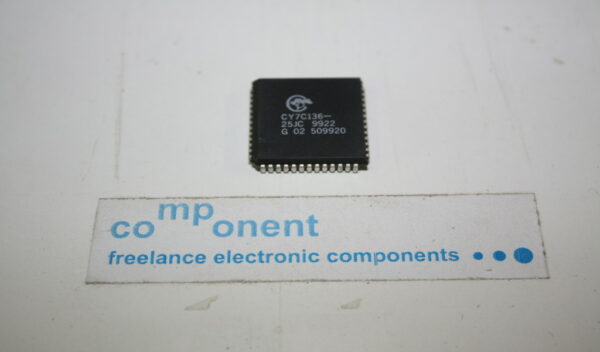 CY7C136-
25JC 9922
G 02 509920
component
freelance electronic components